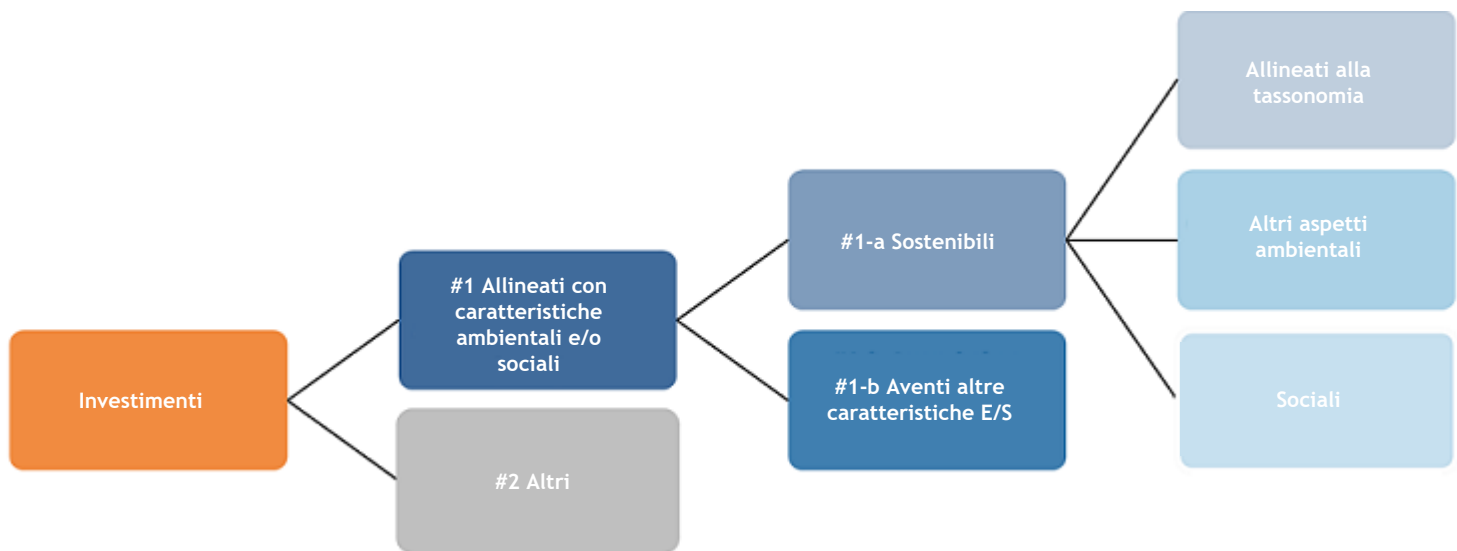 Investimenti
#1 Allineati con
caratteristiche
ambientali e/o
sociali
#2 Altri
#1-a Sostenibili
#1-b Aventi altre
caratteristiche E/S
Allineati alla
tassonomia
Altri aspetti
ambientali
Sociali